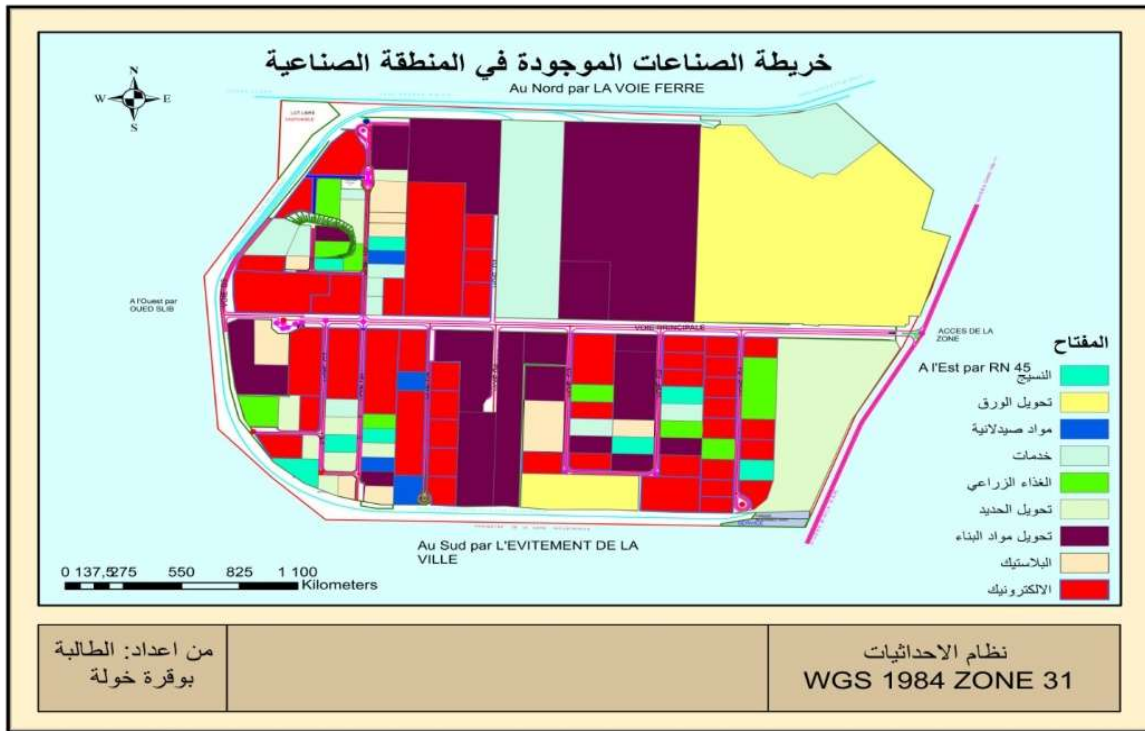 خريطة الصناعات الموجودة في المنطقة الصناعية
Au Nord par LA VOIE FERRE
N
W
E
S
LOT LIBRE
A l'Ouest par
OUED SLIB
VOIE PRINCIPALE
ACCES DE LA
ZONE
المفتاح
A l'Est par RN 45
النسيج
تحويل الورق
مواد صيدلانية
خدمات
الغذاء الزراعي
تحويل الحديد
تحويل مواد البناء
البلاستيك
الالكترونيك
Au Sud par L'EVITEMENT DE LA
VILLE
0 137,5275 550 825 1 100
Kilometers
من اعداد: الطالبة
بوقرة خولة
نظام الاحداثيات
WGS 1984 ZONE 31